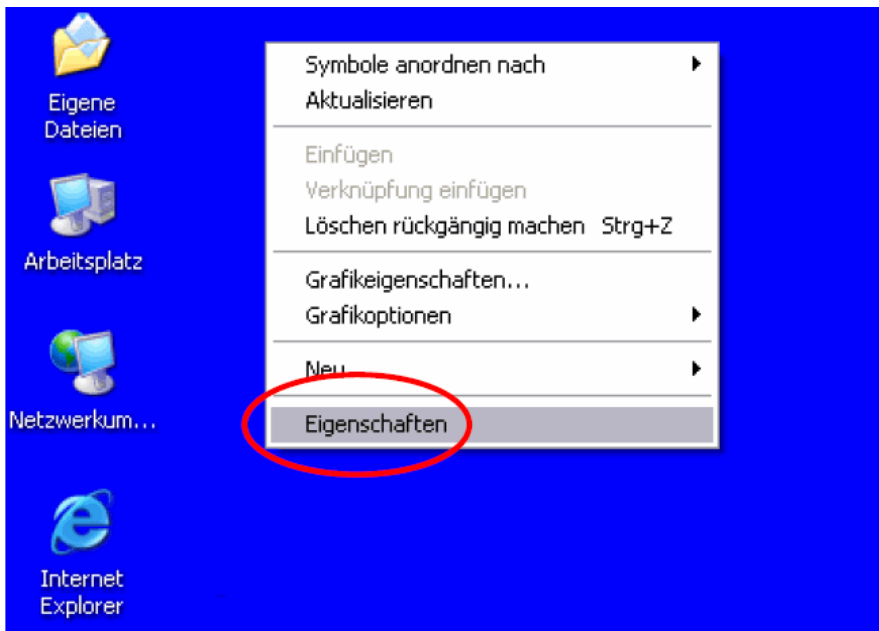 Eigene
Dateien
Arbeitsplatz
Netzwerkum...
Internet
Explorer
Symbole anordnen nach
Aktualisieren
Einfügen
Verknüpfung einfügen
Löschen rückgängig machen Strg+Z
Grafikeigenschaften...
Grafikoptionen
Neu
Eigenschaften